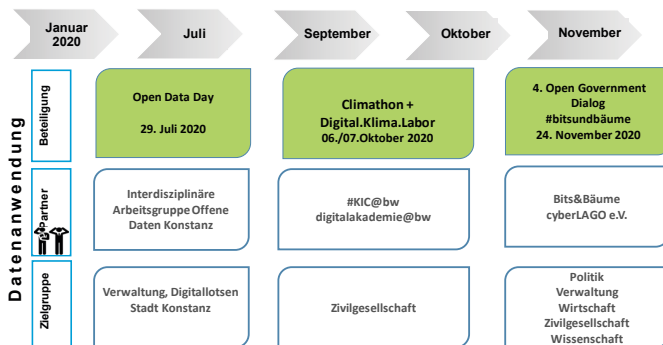 Januar
2020
Juli
September
Oktober
November
Datenanwendung
Beteiligung
Open Data Day
29. Juli 2020
Climathon +
Digital.Klima.Labor
06./07.Oktober 2020
4. Open Government
Dialog
#bitsundbäume
24. November 2020
Partner
Interdisziplinäre
Arbeitsgruppe Offene
Daten Konstanz
#KIC@bw
digitalakademie@bw
Bits&Bäume
cyberLAGO e.V.
Zielgruppe
Verwaltung, Digitallotsen
Stadt Konstanz
Zivilgesellschaft
Politik
Verwaltung
Wirtschaft
Zivilgesellschaft
Wissenschaft